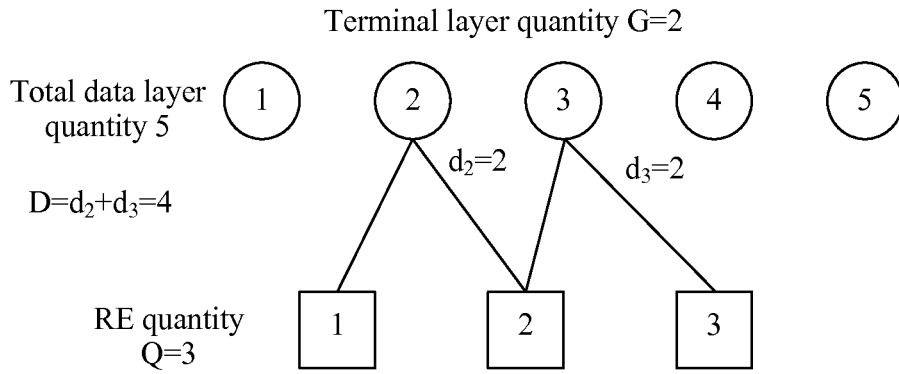 Terminal layer quantity G=2
Total data layer
quantity 5
1 2 3 4 5
d₂=2
d₃=2
D=d₂+d₃=4
RE quantity
Q=3
1 2 3